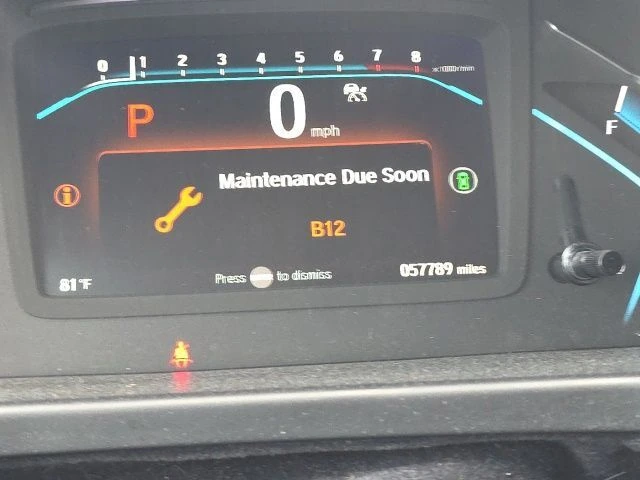 0 1 2 3 4 5 6 7 8 x1000r/min
P 0 mph
Maintenance Due Soon
B12
Press to dismiss
81°F
057789 miles
F